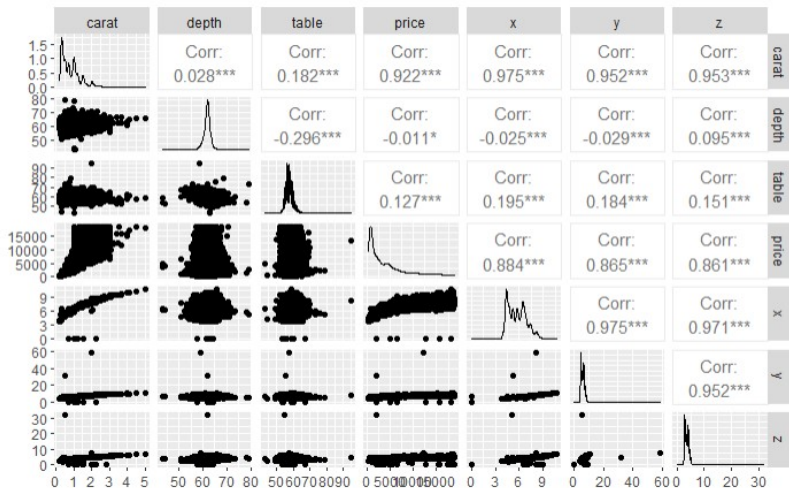 carat depth table price x y z
1.5
1.0
0.5
0.0
Corr:
0.028***
Corr:
0.182***
Corr:
0.922***
Corr:
0.975***
Corr:
0.952***
Corr:
0.953***
carat
80
70
60
50
Corr:
-0.296***
Corr:
-0.011*
Corr:
-0.025***
Corr:
-0.029***
Corr:
0.095***
depth
90
80
70
60
50
Corr:
0.127***
Corr:
0.195***
Corr:
0.184***
Corr:
0.151***
table
15000
10000
5000
0
Corr:
0.884***
Corr:
0.865***
Corr:
0.861***
price
9
6
3
0
Corr:
0.975***
Corr:
0.971***
x
60
40
20
0
Corr:
0.952***
y
30
20
10
0
z
0 1 2 3 4 5 50 60 70 80 50 60 70 80 90 0 5000 10000 15000 0 3 6 9 0 20 40 60 0 10 20 30